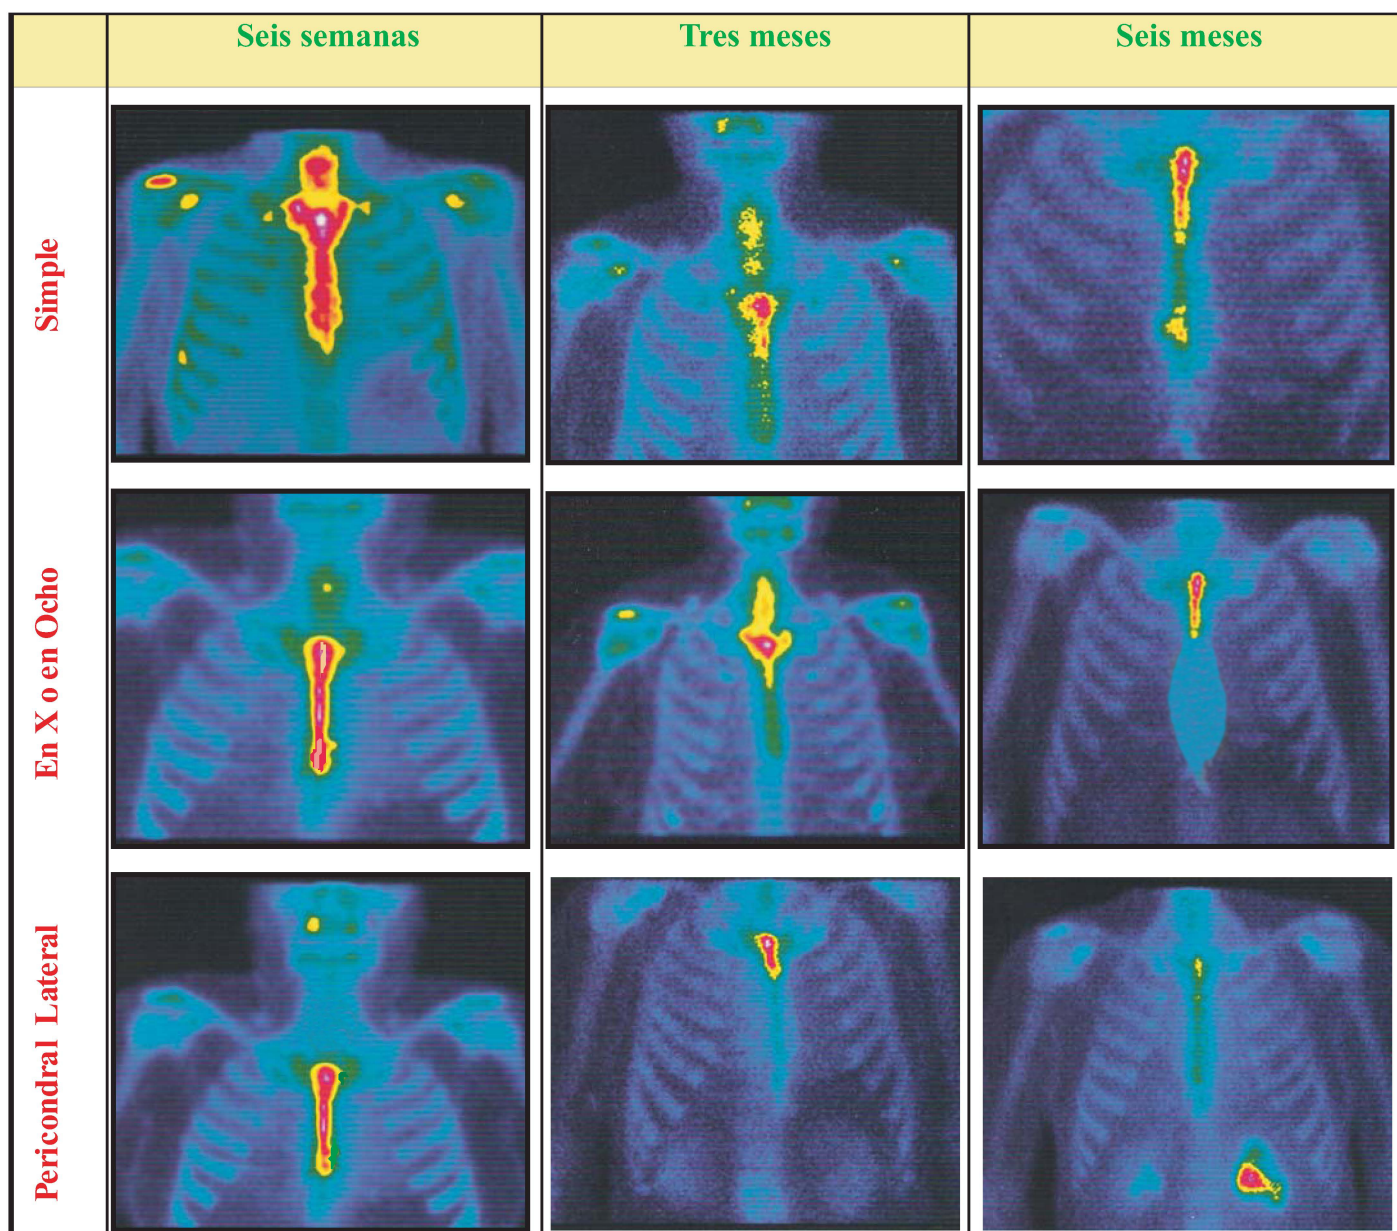 Seis semanas
Tres meses
Seis meses
Simple
En X o en Ocho
Pericondral Lateral